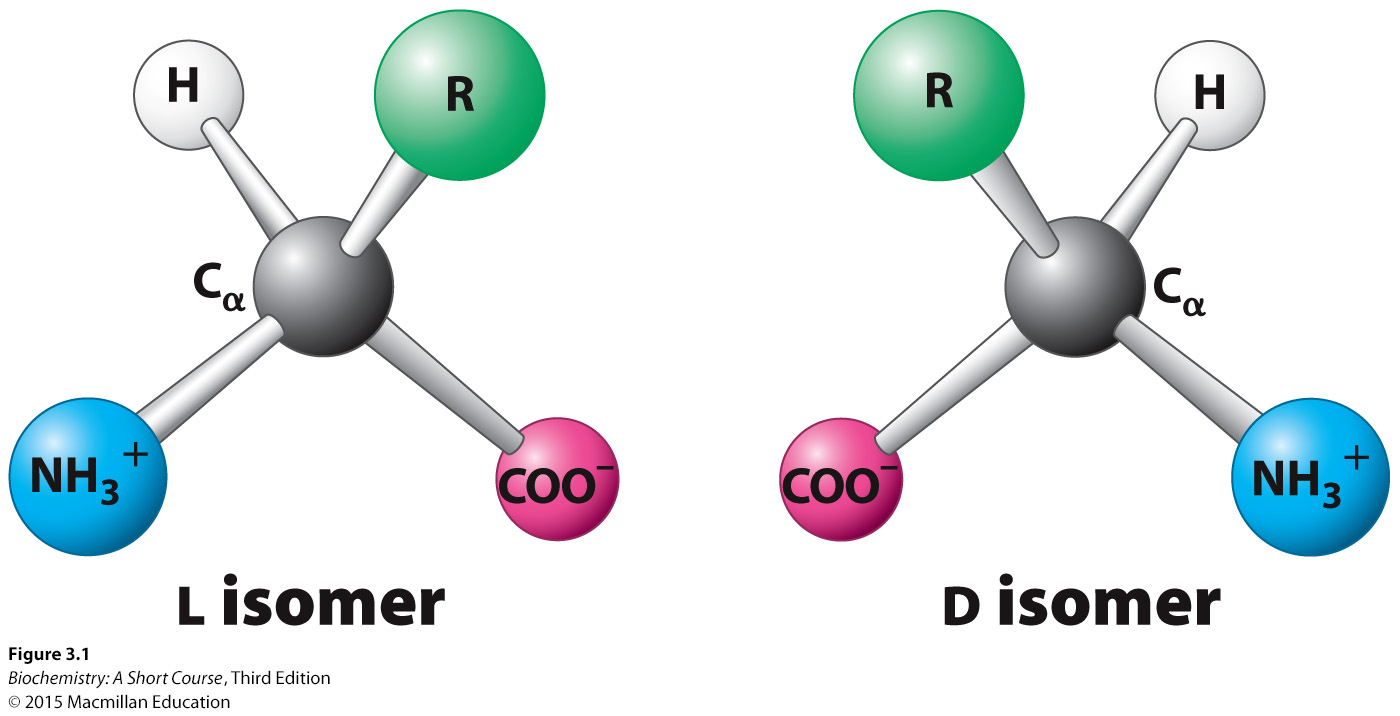 H
R
R
H
Cα
Cα
NH₃⁺
COO⁻
COO⁻
NH₃⁺
L isomer
D isomer
Figure 3.1
Biochemistry: A Short Course, Third Edition
© 2015 Macmillan Education